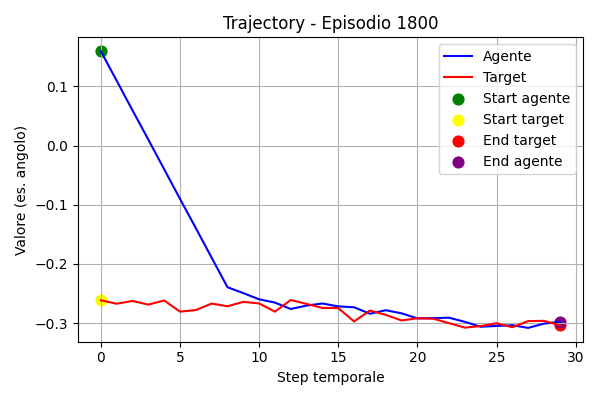 Trajectory - Episodio 1800
Agente
Target
Start agente
Start target
End target
End agente
Valore (es. angolo)
0.1
0.0
−0.1
−0.2
−0.3
0 5 10 15 20 25 30
Step temporale